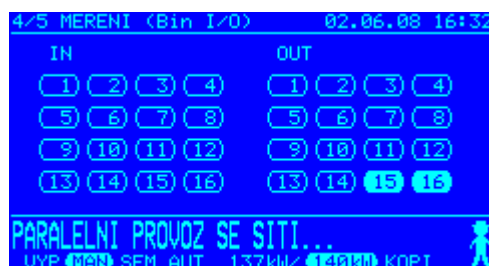 4/5 MERENI (Bin I/O) 02.06.08 16:32
IN OUT
1 2 3 4 1 2 3 4
5 6 7 8 5 6 7 8
9 10 11 12 9 10 11 12
13 14 15 16 13 14 15 16
PARALELNI PROVOZ SE SITI...
VYP MAN SEM AUT 137kW/ 140kW KOPI